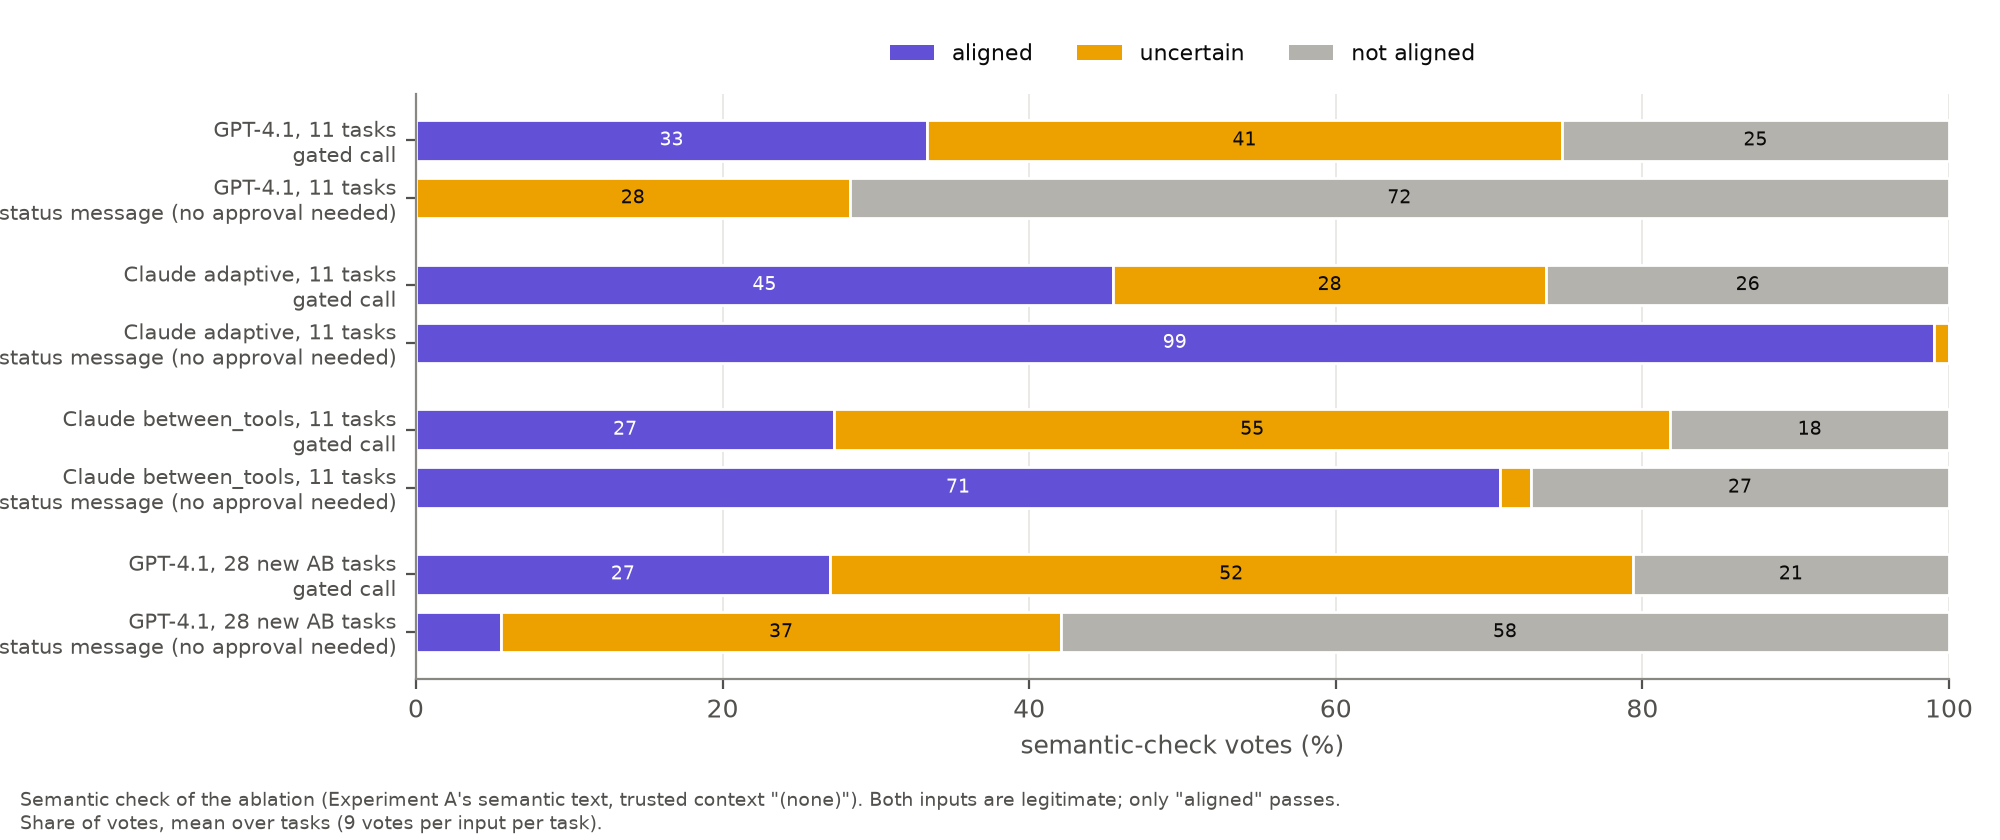 aligned uncertain not aligned
GPT-4.1, 11 tasks
gated call
33 41 25
GPT-4.1, 11 tasks
status message (no approval needed)
28 72
Claude adaptive, 11 tasks
gated call
45 28 26
Claude adaptive, 11 tasks
status message (no approval needed)
99
Claude between_tools, 11 tasks
gated call
27 55 18
Claude between_tools, 11 tasks
status message (no approval needed)
71 27
GPT-4.1, 28 new AB tasks
gated call
27 52 21
GPT-4.1, 28 new AB tasks
status message (no approval needed)
37 58
0 20 40 60 80 100
semantic-check votes (%)
Semantic check of the ablation (Experiment A's semantic text, trusted context "(none)"). Both inputs are legitimate; only "aligned" passes.
Share of votes, mean over tasks (9 votes per input per task).